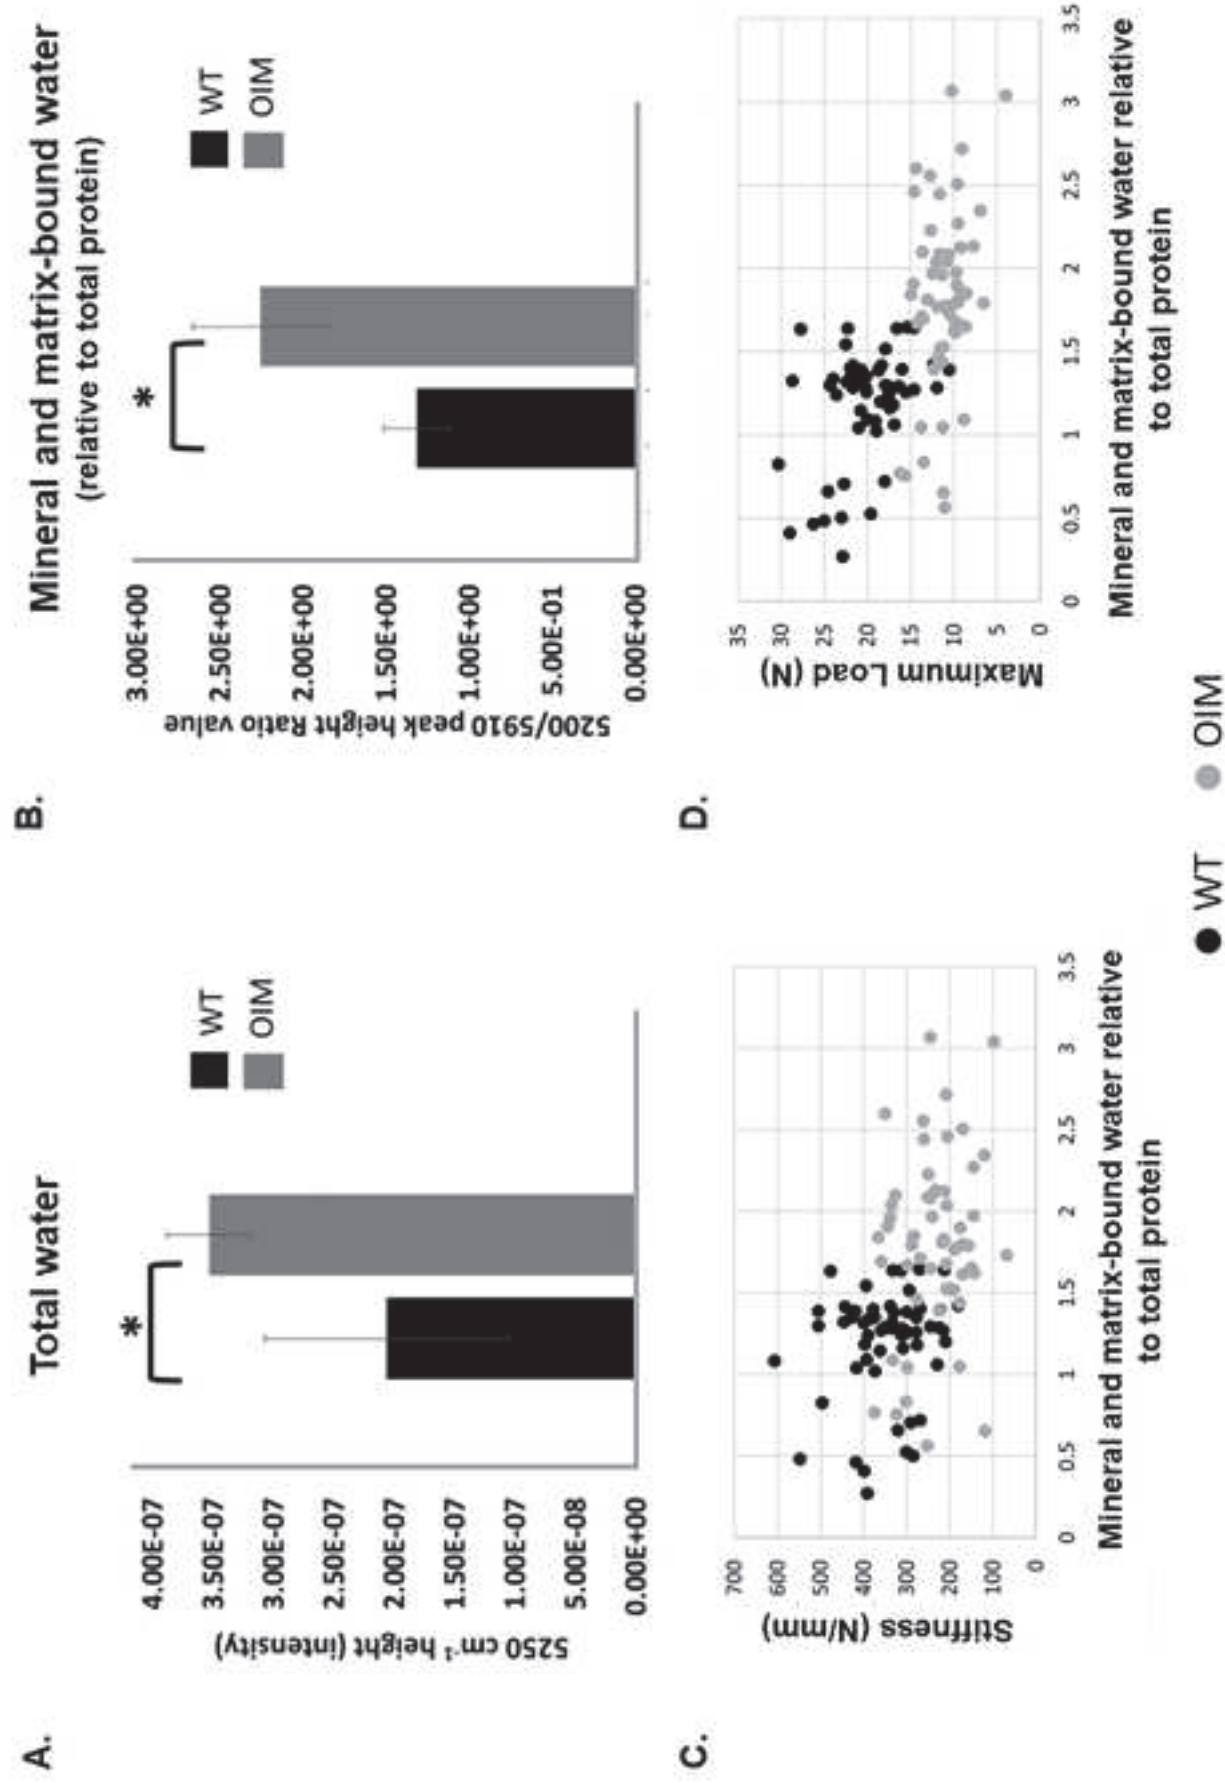 A.
Total water
5250 cm⁻¹ height (intensity)
4.00E-07
3.50E-07
3.00E-07
2.50E-07
2.00E-07
1.50E-07
1.00E-07
5.00E-08
0.00E+00
*
WT
OIM
B.
Mineral and matrix-bound water
(relative to total protein)
5200/5910 peak height Ratio value
3.00E+00
2.50E+00
2.00E+00
1.50E+00
1.00E+00
5.00E-01
0.00E+00
*
WT
OIM
C.
Stiffness (N/mm)
700
600
500
400
300
200
100
0
0 0.5 1 1.5 2 2.5 3 3.5
Mineral and matrix-bound water relative
to total protein
D.
Maximum Load (N)
35
30
25
20
15
10
5
0
0 0.5 1 1.5 2 2.5 3 3.5
Mineral and matrix-bound water relative
to total protein
WT OIM